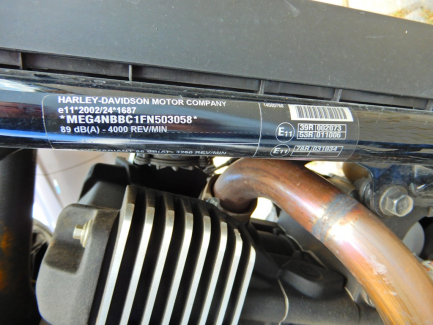 HARLEY-DAVIDSON MOTOR COMPANY
e11*2002/24*1687
*MEG4NBBC1FN503058*
89 dB(A) - 4000 REV/MIN
E11
39R 002073
53R 011006
E11